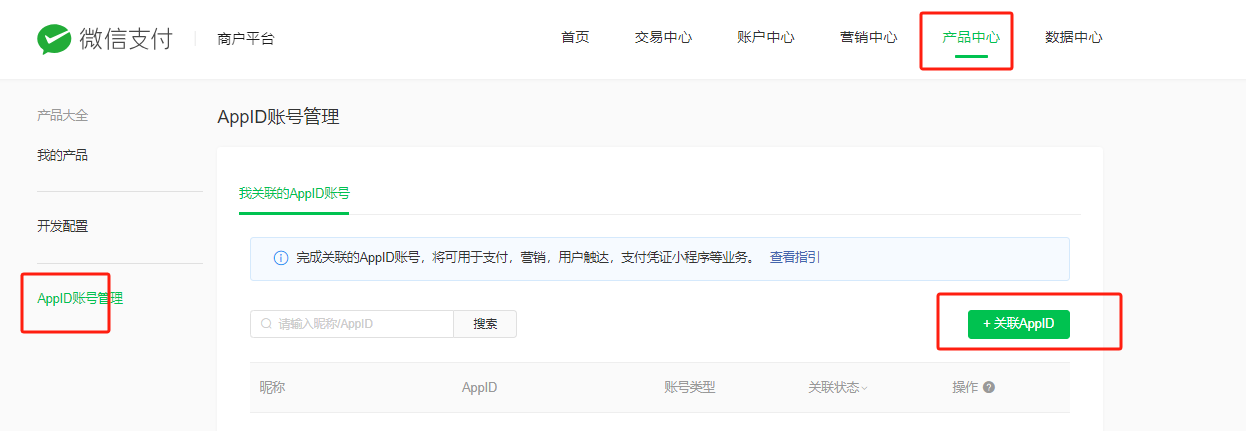 微信支付 商户平台 首页 交易中心 账户中心 营销中心 产品中心 数据中心
产品大全
AppID账号管理
我的产品
我关联的AppID账号
开发配置
完成关联的AppID账号，将可用于支付，营销，用户触达，支付凭证小程序等业务。 查看指引
AppID账号管理
请输入昵称/AppID 搜索 + 关联AppID
昵称 AppID 账号类型 关联状态 操作 ?